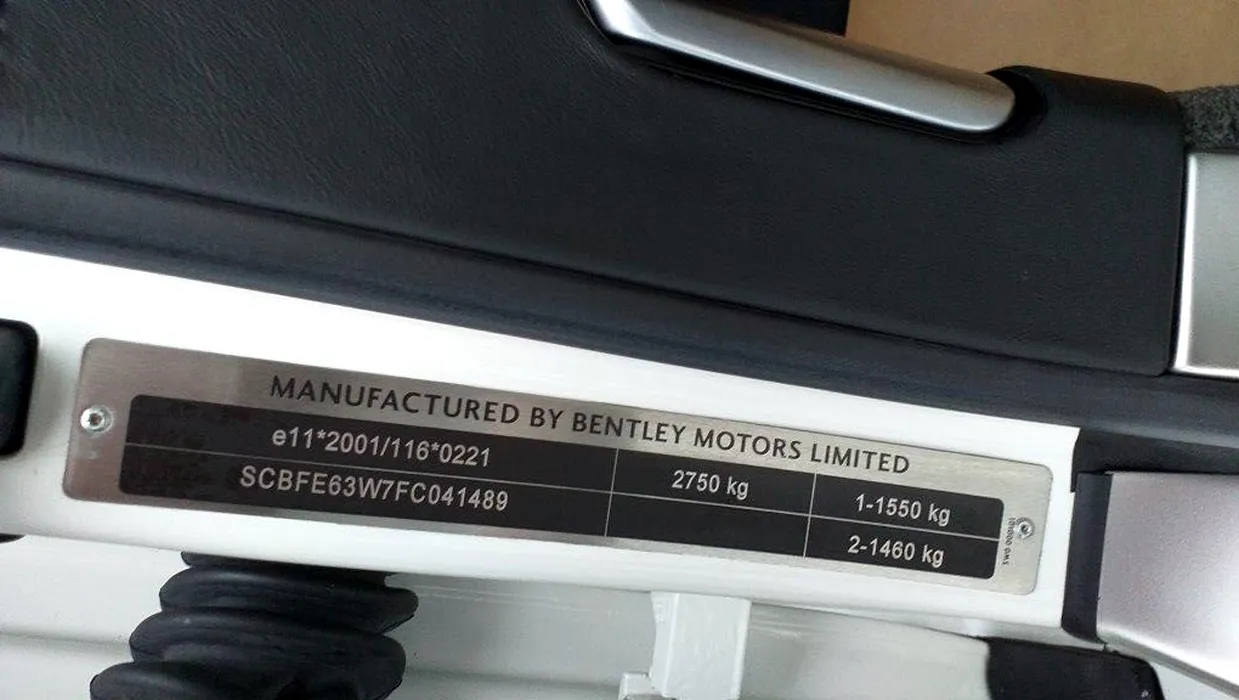 MANUFACTURED BY BENTLEY MOTORS LIMITED
e11*2001/116*0221
SCBFE63W7FC041489
2750 kg
1-1550 kg
2-1460 kg